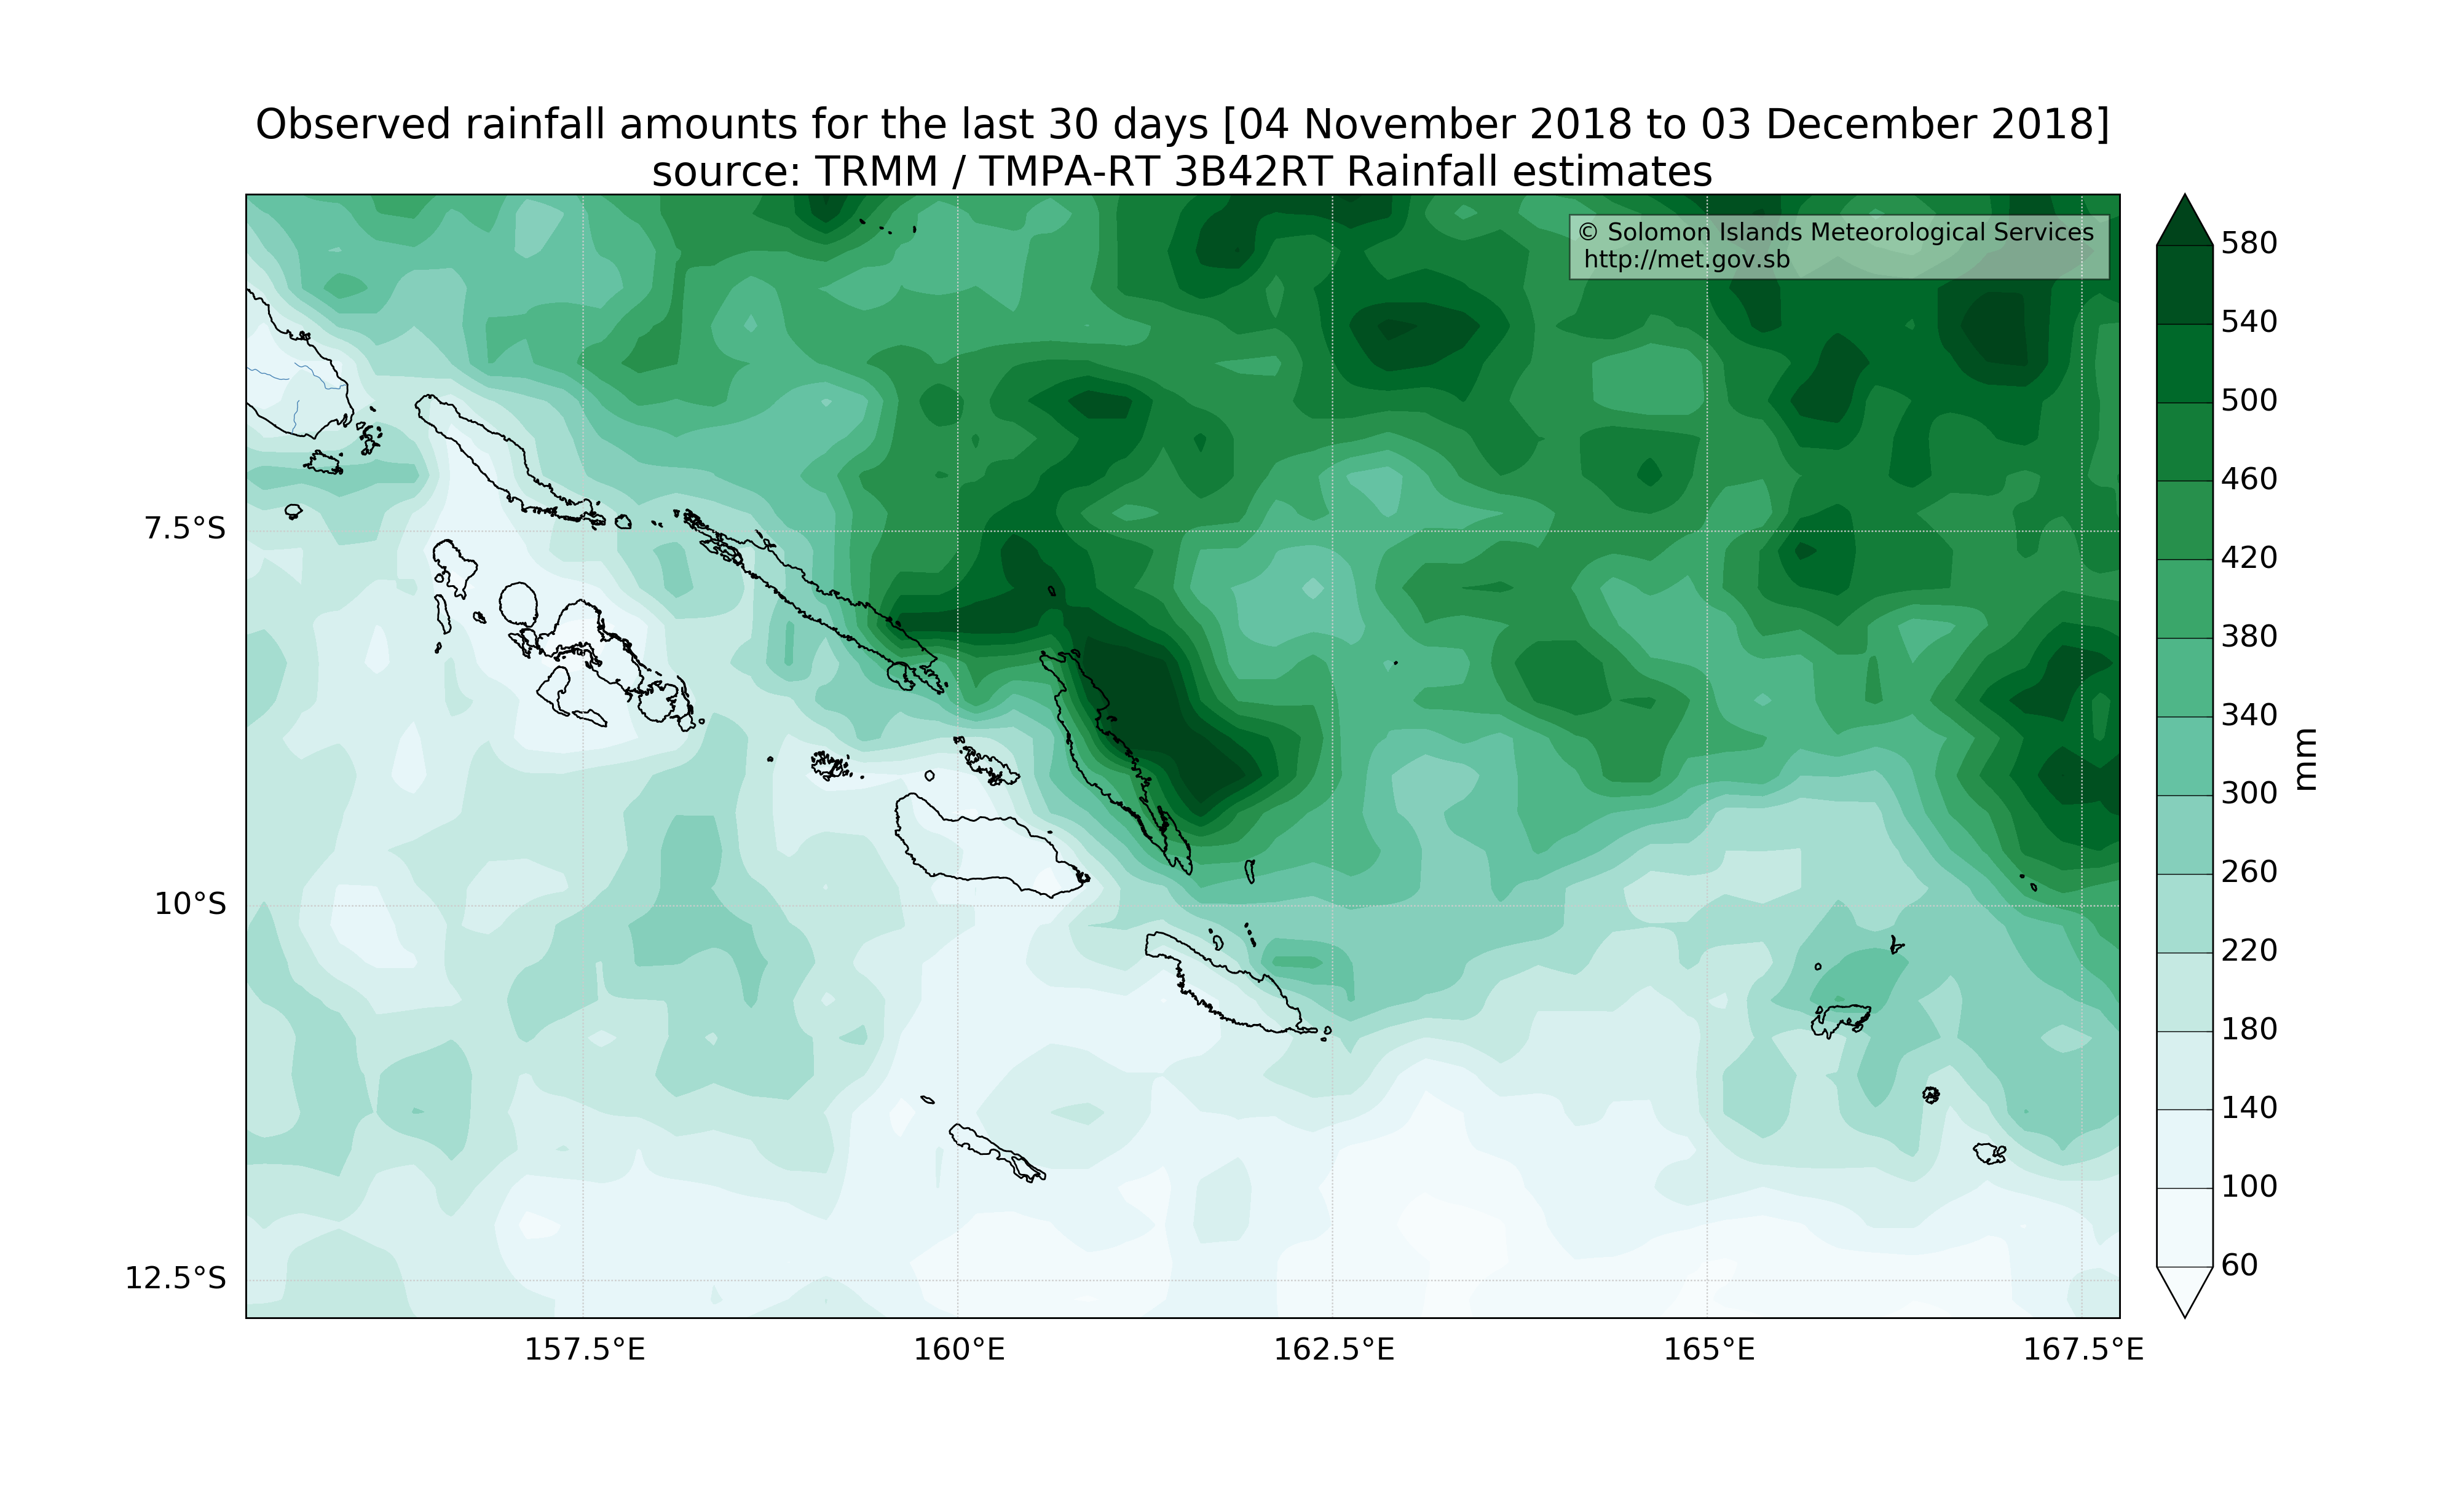 Observed rainfall amounts for the last 30 days [04 November 2018 to 03 December 2018]
source: TRMM / TMPA-RT 3B42RT Rainfall estimates
© Solomon Islands Meteorological Services
http://met.gov.sb
7.5°S
10°S
12.5°S
157.5°E
160°E
162.5°E
165°E
167.5°E
580
540
500
460
420
380
340
300
260
220
180
140
100
60
mm